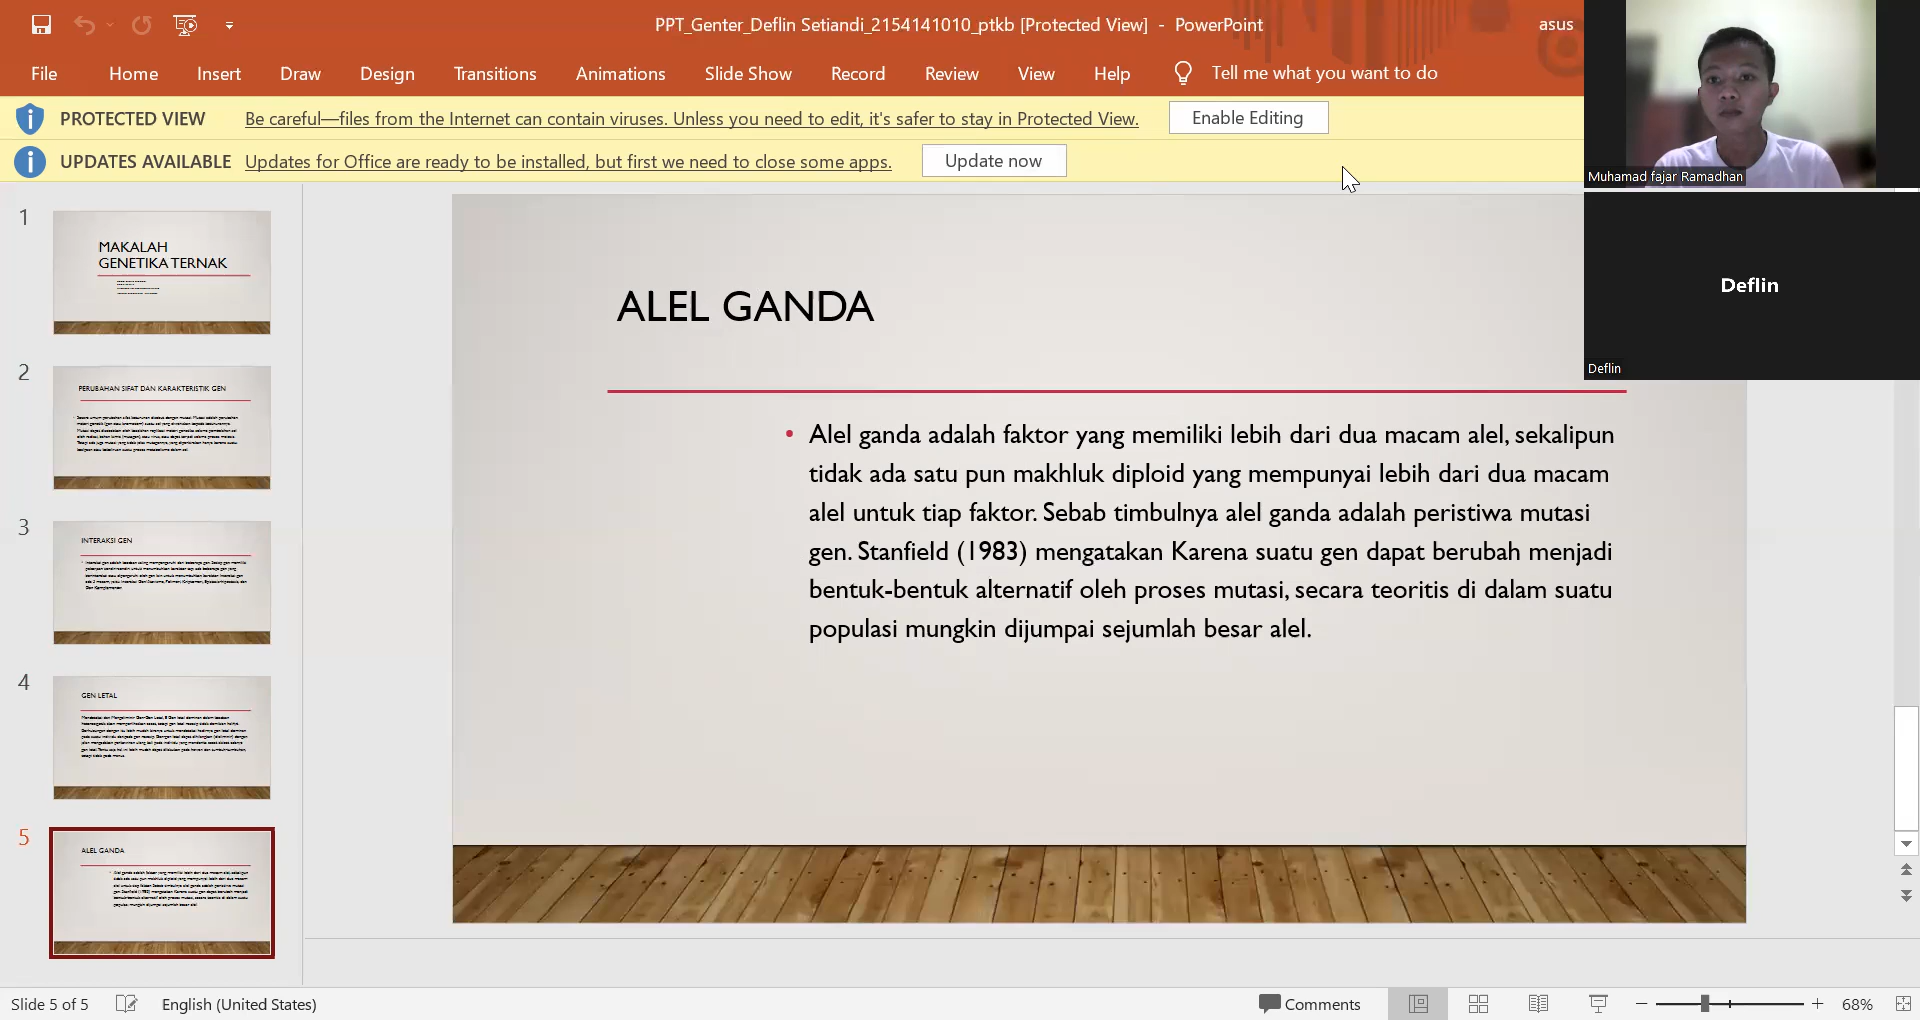 PPT_Genter_Deflin Setiandi_2154141010_ptkb [Protected View] - PowerPoint
asus
File Home Insert Draw Design Transitions Animations Slide Show Record Review View Help Tell me what you want to do
PROTECTED VIEW Be careful—files from the Internet can contain viruses. Unless you need to edit, it's safer to stay in Protected View. Enable Editing
UPDATES AVAILABLE Updates for Office are ready to be installed, but first we need to close some apps. Update now
Muhamad fajar Ramadhan
Deflin
Deflin
1
MAKALAH
GENETIKA TERNAK
2
PERUBAHAN SIFAT DAN KARAKTERISTIK GEN
3
INTERAKSI GEN
4
GEN LETAL
5
ALEL GANDA
ALEL GANDA
• Alel ganda adalah faktor yang memiliki lebih dari dua macam alel, sekalipun
tidak ada satu pun makhluk diploid yang mempunyai lebih dari dua macam
alel untuk tiap faktor. Sebab timbulnya alel ganda adalah peristiwa mutasi
gen. Stanfield (1983) mengatakan Karena suatu gen dapat berubah menjadi
bentuk-bentuk alternatif oleh proses mutasi, secara teoritis di dalam suatu
populasi mungkin dijumpai sejumlah besar alel.
Slide 5 of 5 English (United States) Comments 68%